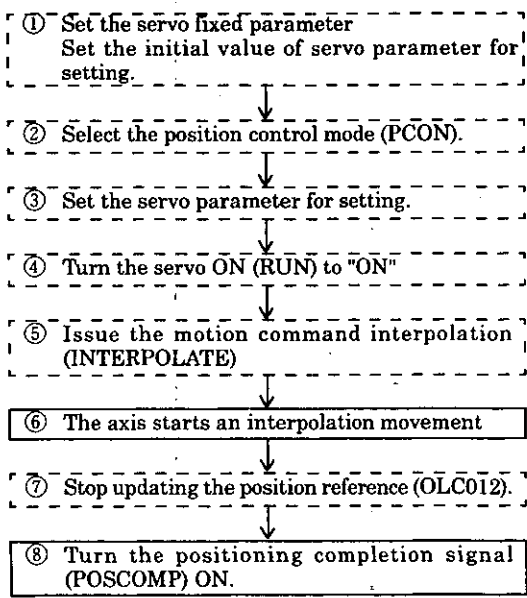 ① Set the servo fixed parameter
Set the initial value of servo parameter for
setting.
② Select the position control mode (PCON).
③ Set the servo parameter for setting.
④ Turn the servo ON (RUN) to "ON"
⑤ Issue the motion command interpolation
(INTERPOLATE)
⑥ The axis starts an interpolation movement
⑦ Stop updating the position reference (OLC012).
⑧ Turn the positioning completion signal
(POSCOMP) ON.